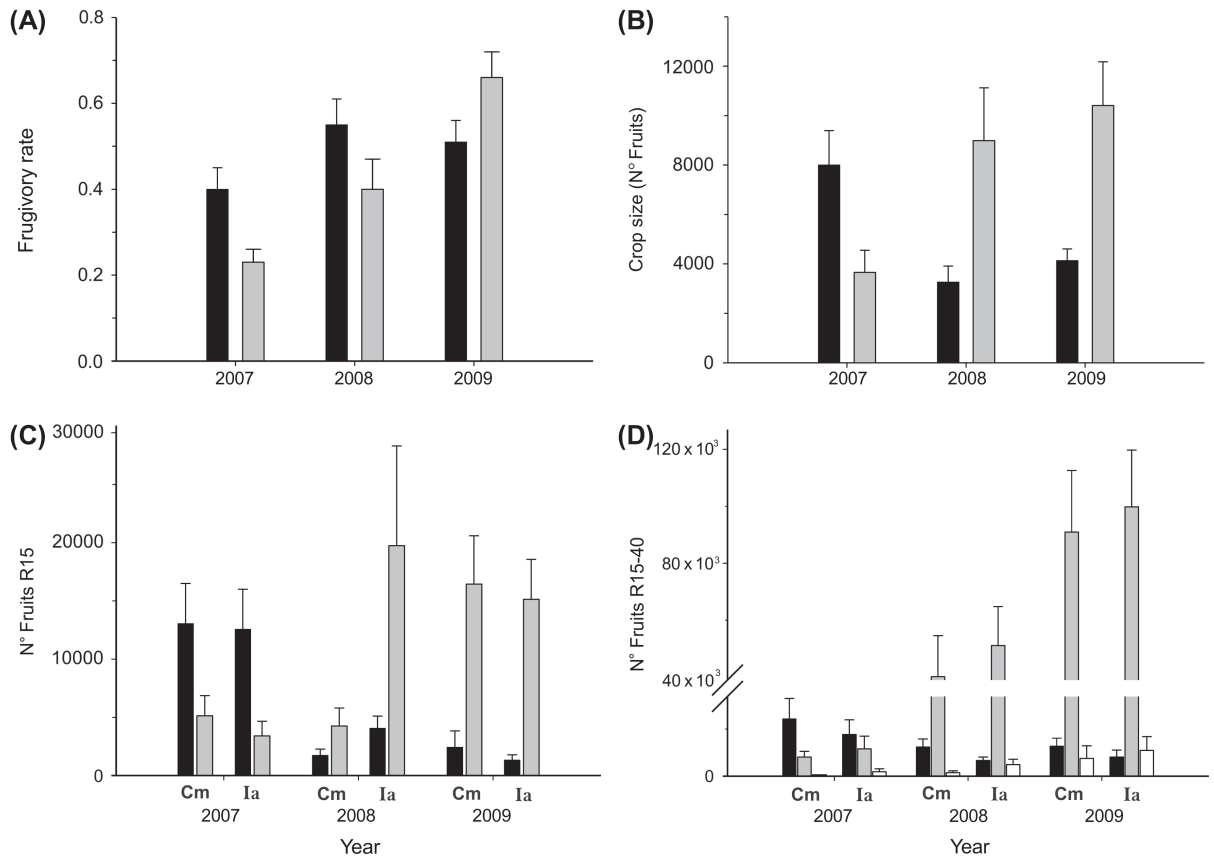 (A)
0.8
0.6
0.4
0.2
0.0
Frugivory rate
2007 2008 2009
(B)
12000
8000
4000
0
Crop size (N° Fruits)
2007 2008 2009
(C)
30000
20000
10000
0
N° Fruits R15
Cm Ia Cm Ia Cm Ia
2007 2008 2009
Year
(D)
120 x 10³
80 x 10³
40 x 10³
0
N° Fruits R15-40
Cm Ia Cm Ia Cm Ia
2007 2008 2009
Year